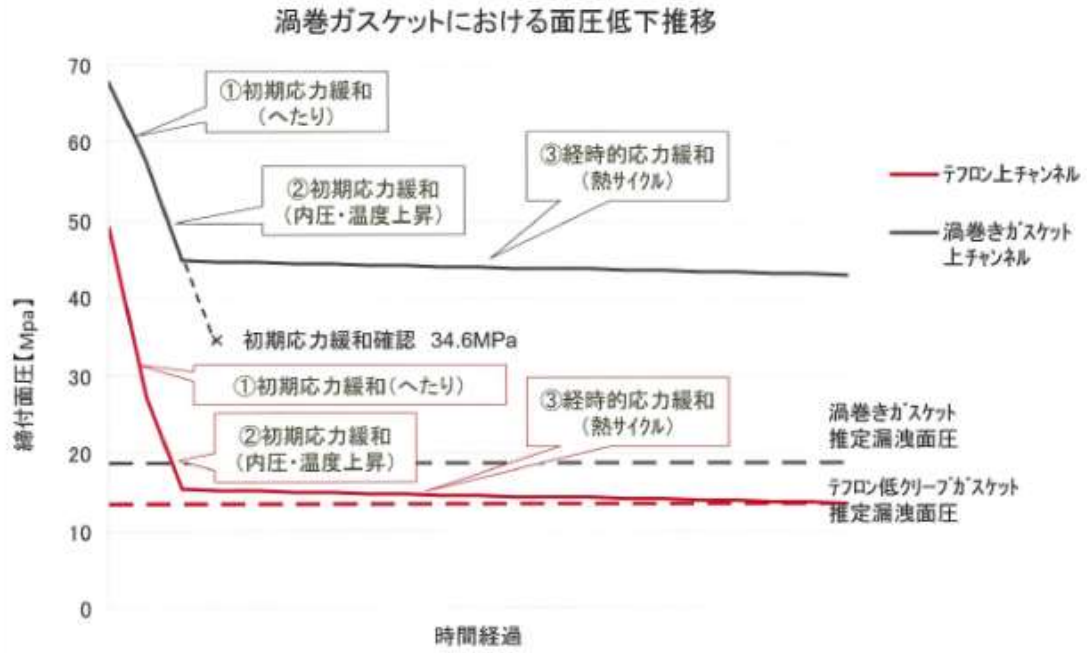 渦巻ガスケットにおける面圧低下推移
70
60
50
40
30
20
10
0
締付面圧【Mpa】
時間経過
①初期応力緩和
(へたり)
②初期応力緩和
(内圧・温度上昇)
③経時的応力緩和
(熱サイクル)
初期応力緩和確認 34.6MPa
①初期応力緩和(へたり)
②初期応力緩和
(内圧・温度上昇)
③経時的応力緩和
(熱サイクル)
テフロン上チャンネル
渦巻きガスケット
上チャンネル
渦巻きガスケット
推定漏洩面圧
テフロン低クリープガスケット
推定漏洩面圧